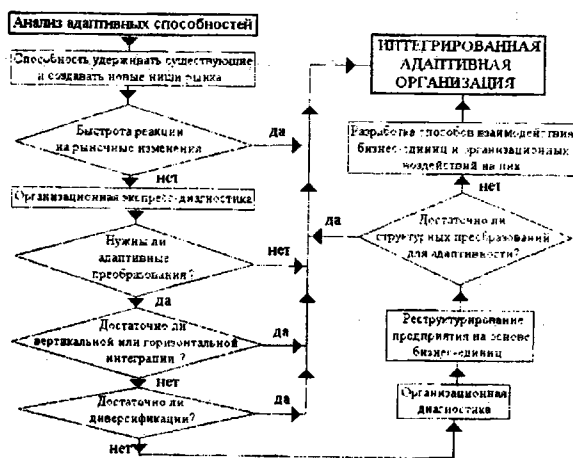 Анализ адаптивных способностей
Способность удерживать существующие
и создавать новые ниши рынка
Быстрота реакции
на рыночные изменения
да
нет
Организационная экспресс-диагностика
Нужны ли
адаптивные
преобразования?
нет
да
Достаточно ли
вертикальной или горизонтальной
интеграции ?
да
нет
Достаточно ли
диверсификации?
да
нет
ИНТЕГРИРОВАННАЯ
АДАПТИВНАЯ
ОРГАНИЗАЦИЯ
Разработка способов взаимодействия
бизнес-единиц и организационных
воздействий на них
нет
да
Достаточно ли
структурных преобразований
для адаптивности?
Реструктурирование
предприятия на основе
бизнес-единиц
Организационная
диагностика